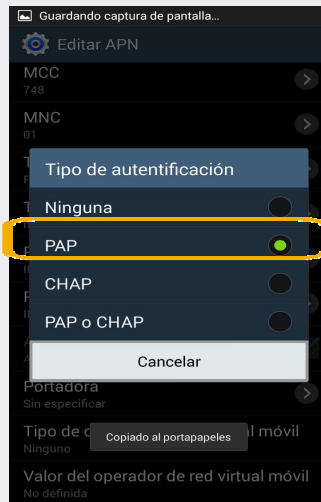 Guardando captura de pantalla...
Editar APN
MCC
748
MNC
01
Tipo de autentificación
Ninguna
PAP
CHAP
PAP o CHAP
Cancelar
Portadora
Sin especificar
Tipo de al móvil
Ninguno
Copiado al portapapeles
Valor del operador de red virtual móvil
No definida